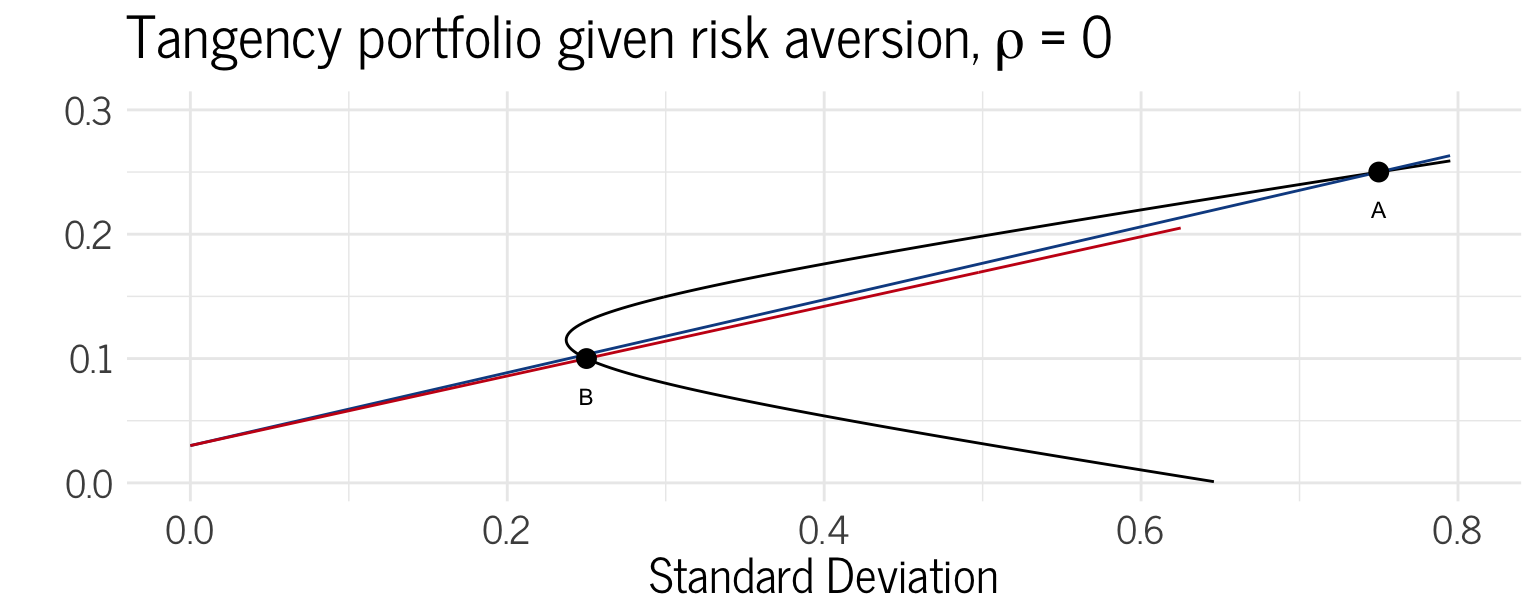 Tangency portfolio given risk aversion, ρ = 0
0.3
0.2
0.1
0.0
A
B
0.0 0.2 0.4 0.6 0.8
Standard Deviation